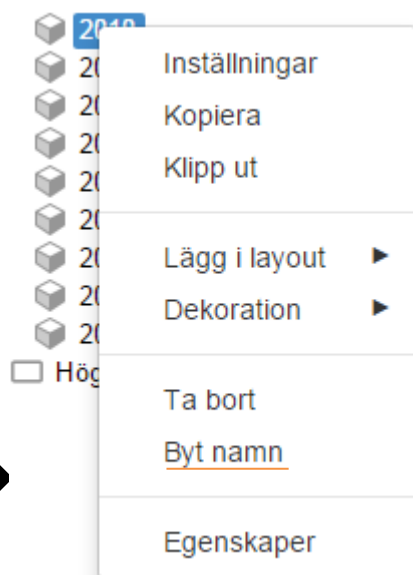 Inställningar
Kopiera
Klipp ut
Lägg i layout
Dekoration
Ta bort
Byt namn
Egenskaper